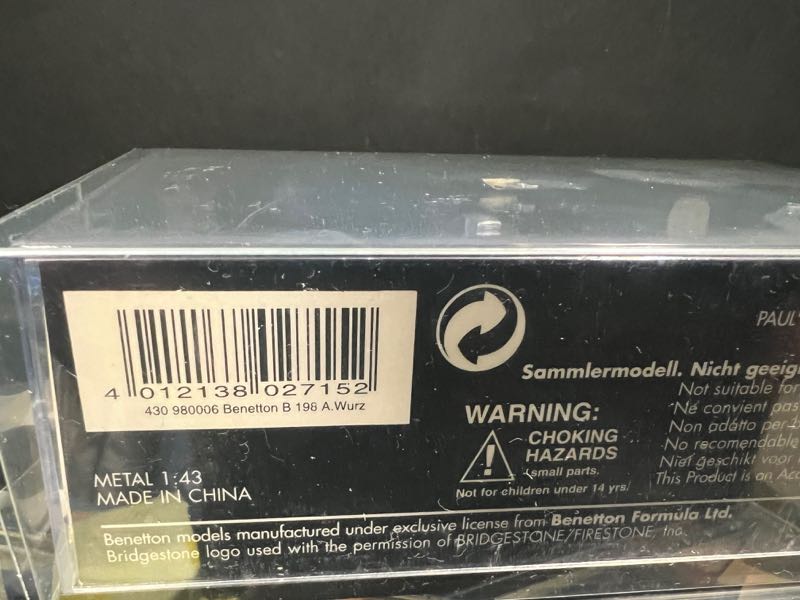 4 012138 027152
430 980006 Benetton B 198 A.Wurz
METAL 1:43
MADE IN CHINA
PAUL'
Sammlermodell. Nicht geeig
Not suitable for
Ne convient pas
Non adatto per
No recomendable
Niet geschikt voor
This Product is an
WARNING:
CHOKING
HAZARDS
small parts.
Not for children under 14 yrs.
Benetton models manufactured under exclusive license from Benetton Formula Ltd.
Bridgestone logo used with the permission of BRIDGESTONE/FIRESTONE, Inc.